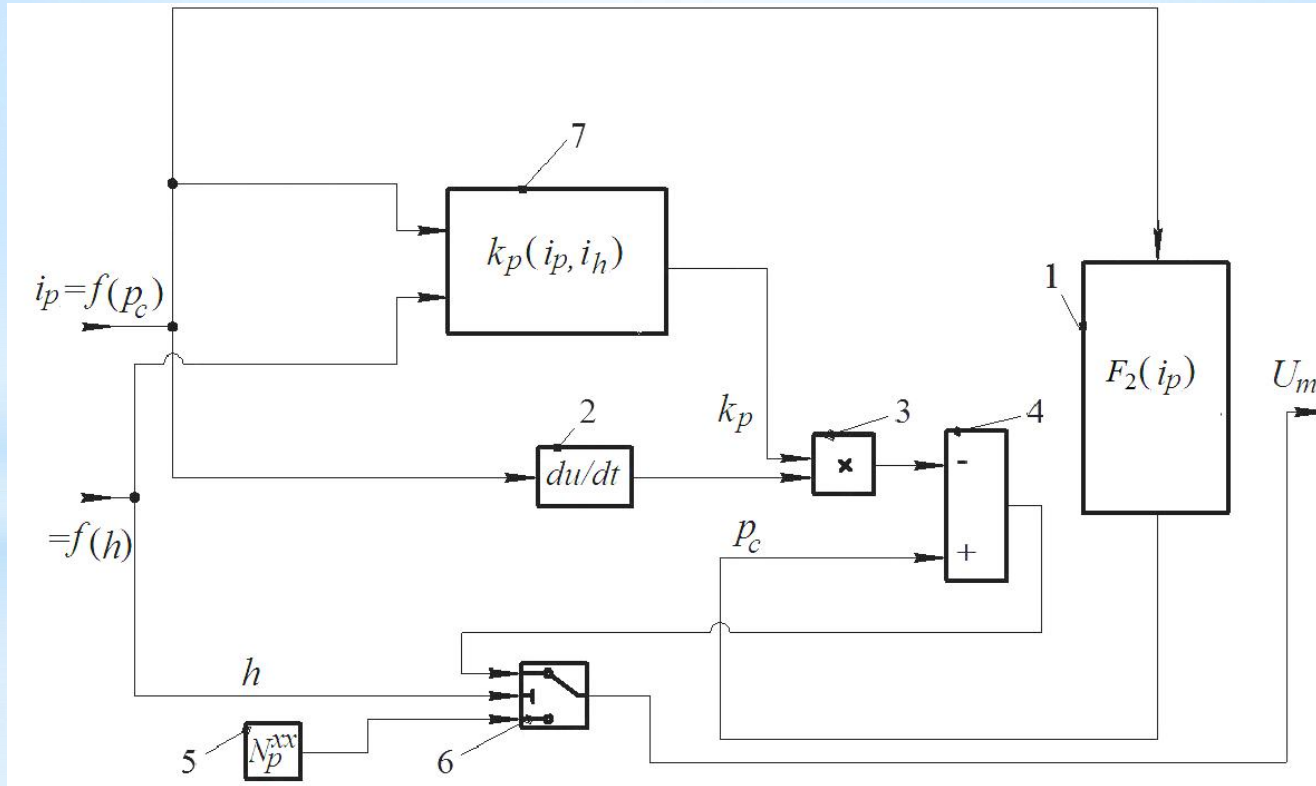 7
k_p(i_p, i_h)
i_p=f(p_c)
1
F_2(i_p)
U_m
k_p
2
3
4
du/dt
×
-
=f(h)
p_c
+
h
5
N_p^{xx}
6